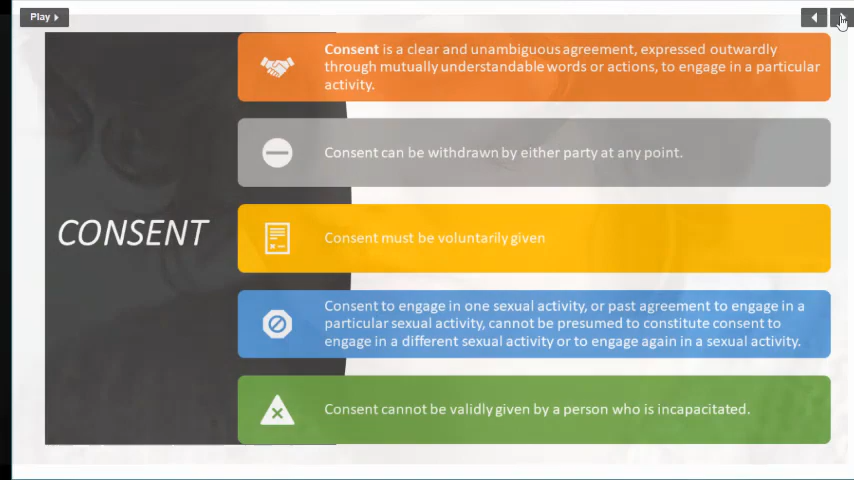 Play
Consent is a clear and unambiguous agreement, expressed outwardly
through mutually understandable words or actions, to engage in a particular
activity.
Consent can be withdrawn by either party at any point.
CONSENT
Consent must be voluntarily given
Consent to engage in one sexual activity, or past agreement to engage in a
particular sexual activity, cannot be presumed to constitute consent to
engage in a different sexual activity or to engage again in a sexual activity.
Consent cannot be validly given by a person who is incapacitated.